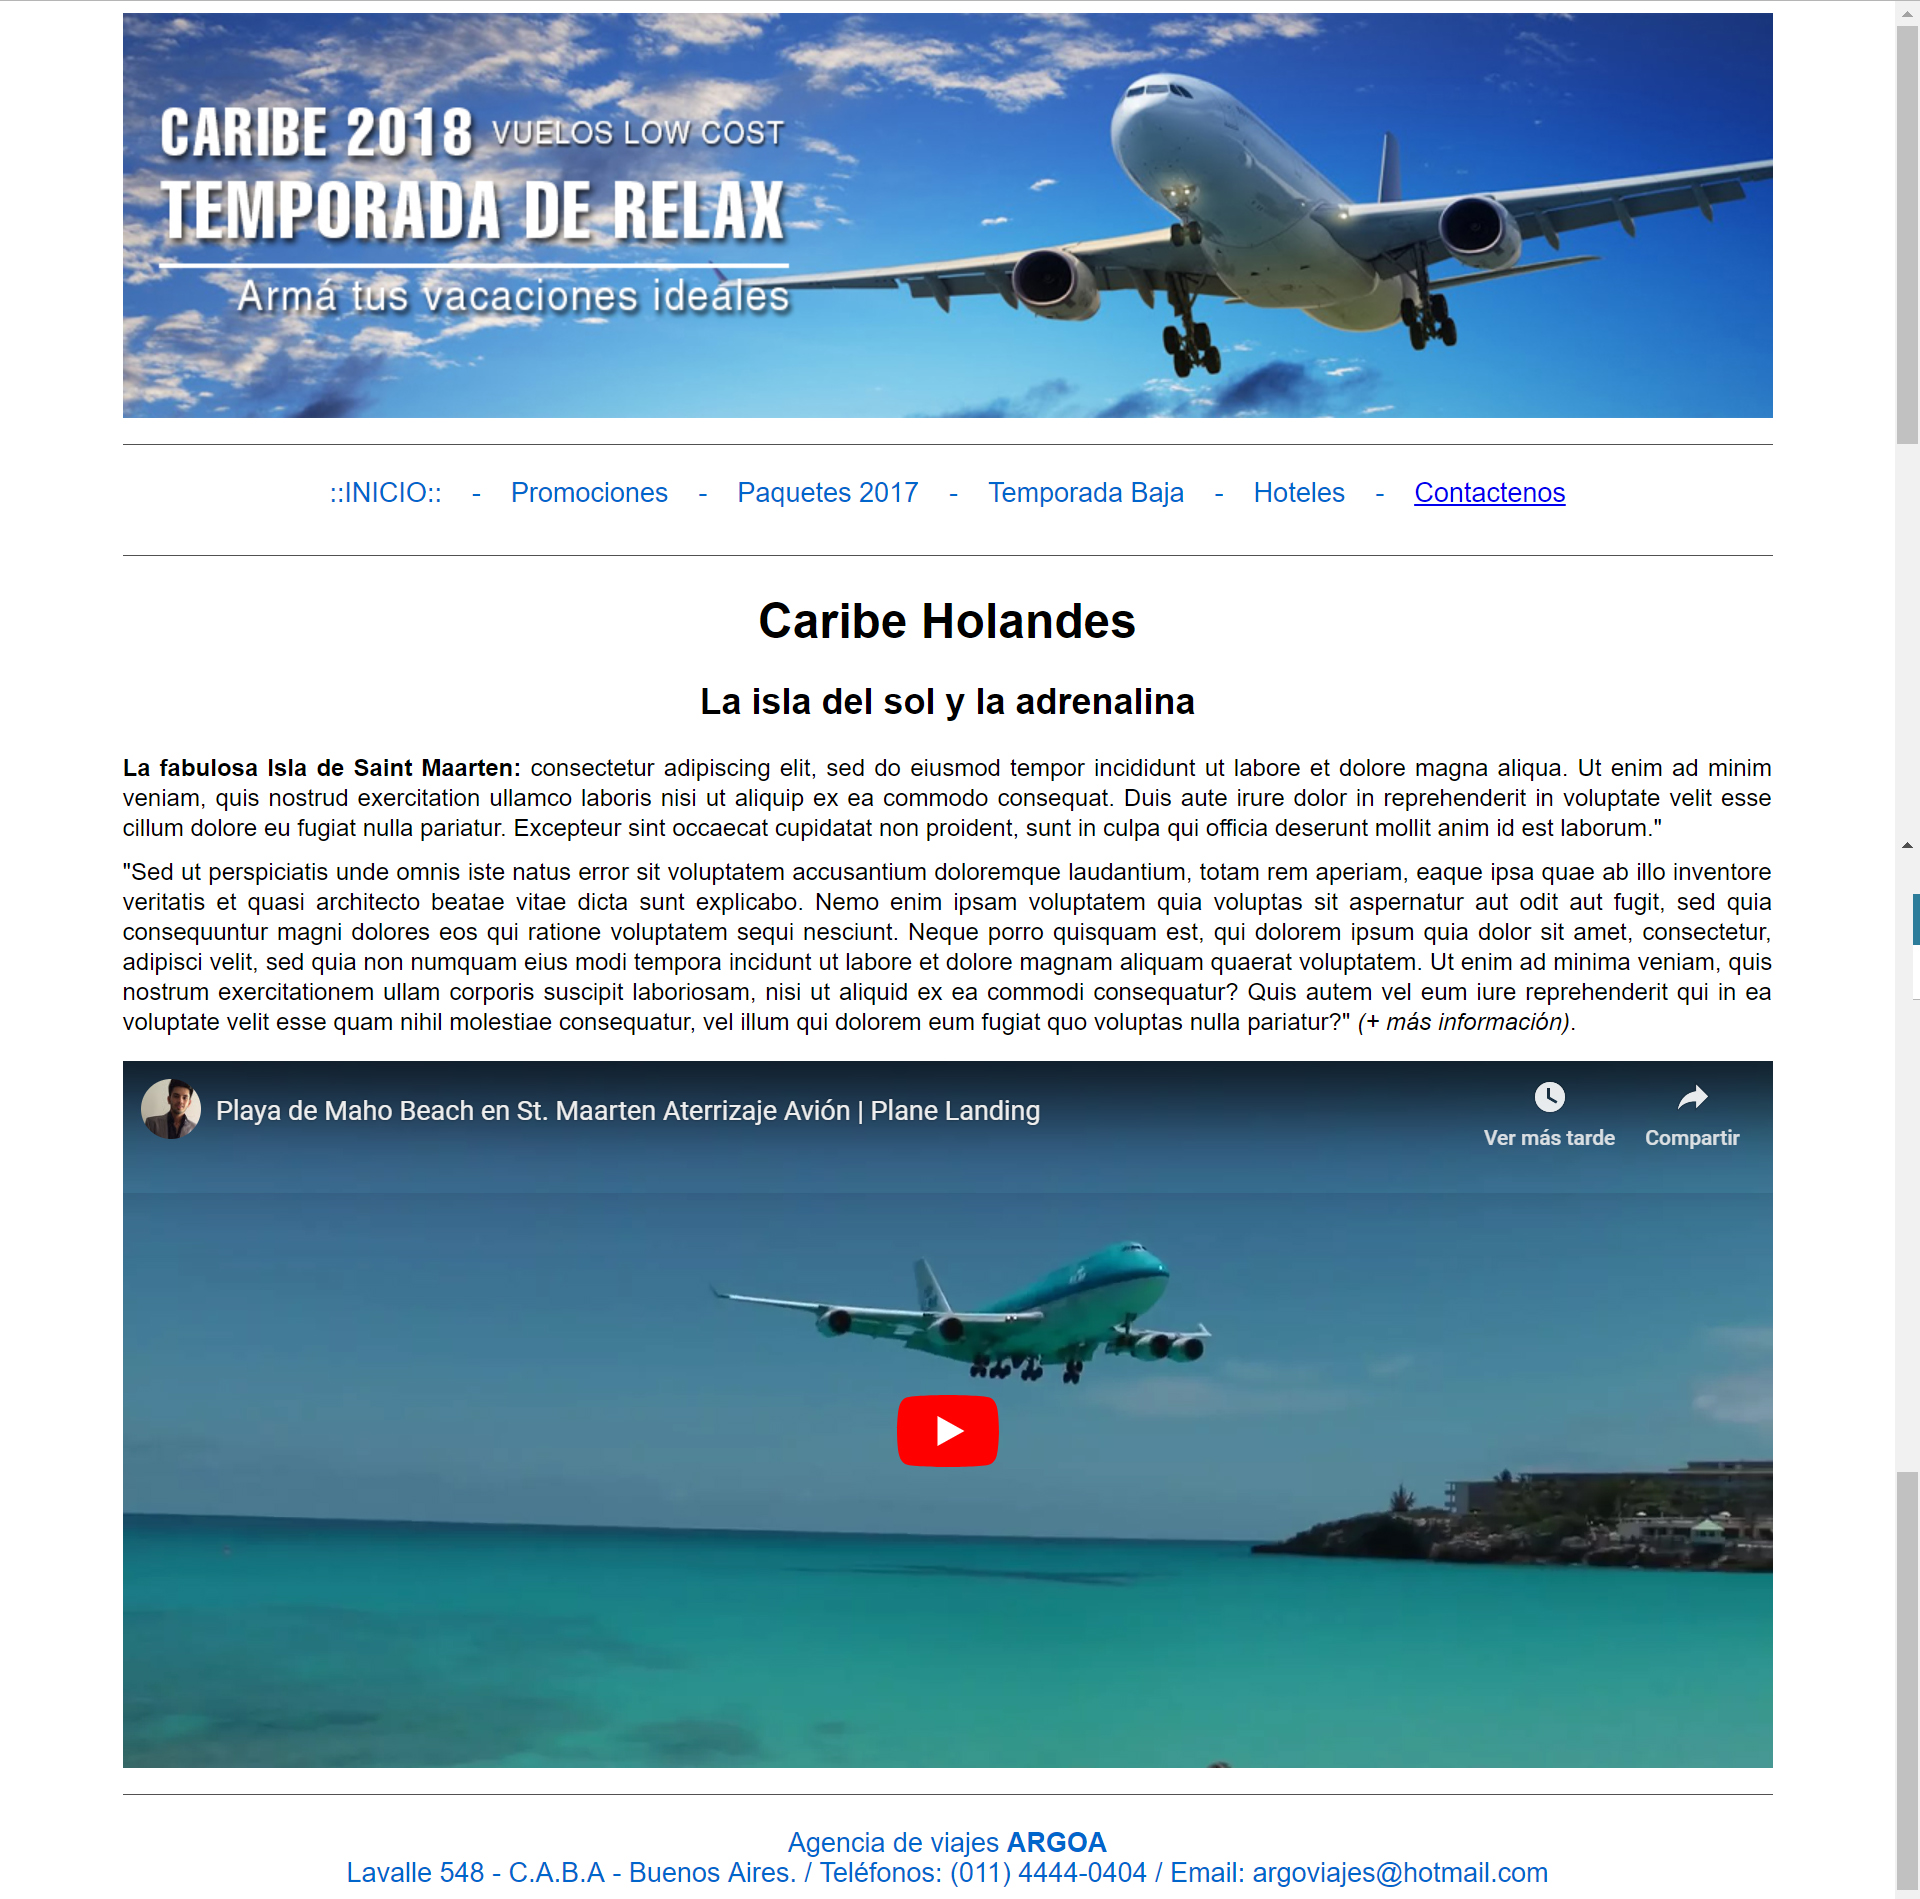 CARIBE 2018 VUELOS LOW COST
TEMPORADA DE RELAX
Armá tus vacaciones ideales
::INICIO:: - Promociones - Paquetes 2017 - Temporada Baja - Hoteles - Contactenos
Caribe Holandes
La isla del sol y la adrenalina
La fabulosa Isla de Saint Maarten: consectetur adipiscing elit, sed do eiusmod tempor incididunt ut labore et dolore magna aliqua. Ut enim ad minim
veniam, quis nostrud exercitation ullamco laboris nisi ut aliquip ex ea commodo consequat. Duis aute irure dolor in reprehenderit in voluptate velit esse
cillum dolore eu fugiat nulla pariatur. Excepteur sint occaecat cupidatat non proident, sunt in culpa qui officia deserunt mollit anim id est laborum."
"Sed ut perspiciatis unde omnis iste natus error sit voluptatem accusantium doloremque laudantium, totam rem aperiam, eaque ipsa quae ab illo inventore
veritatis et quasi architecto beatae vitae dicta sunt explicabo. Nemo enim ipsam voluptatem quia voluptas sit aspernatur aut odit aut fugit, sed quia
consequuntur magni dolores eos qui ratione voluptatem sequi nesciunt. Neque porro quisquam est, qui dolorem ipsum quia dolor sit amet, consectetur,
adipisci velit, sed quia non numquam eius modi tempora incidunt ut labore et dolore magnam aliquam quaerat voluptatem. Ut enim ad minima veniam, quis
nostrum exercitationem ullam corporis suscipit laboriosam, nisi ut aliquid ex ea commodi consequatur? Quis autem vel eum iure reprehenderit qui in ea
voluptate velit esse quam nihil molestiae consequatur, vel illum qui dolorem eum fugiat quo voluptas nulla pariatur?" (+ más información).
Playa de Maho Beach en St. Maarten Aterrizaje Avión | Plane Landing
Ver más tarde Compartir
Agencia de viajes ARGOA
Lavalle 548 - C.A.B.A - Buenos Aires. / Teléfonos: (011) 4444-0404 / Email: argoviajes@hotmail.com